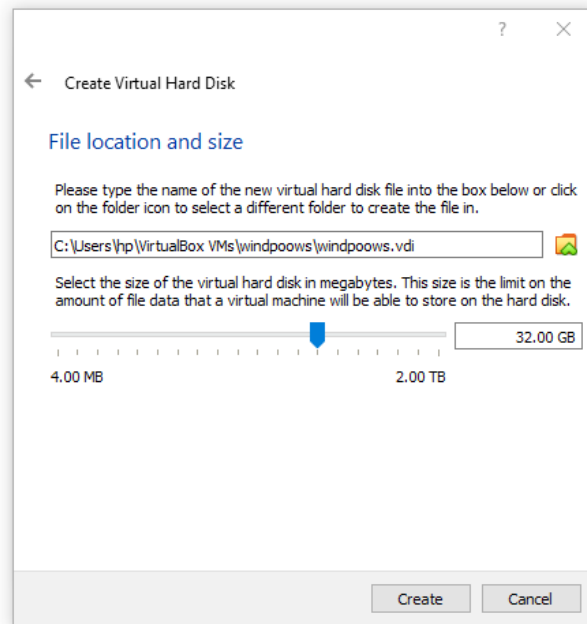 ?
Create Virtual Hard Disk
File location and size
Please type the name of the new virtual hard disk file into the box below or click
on the folder icon to select a different folder to create the file in.
C:\Users\hp\VirtualBox VMs\windpoows\windpoows.vdi
Select the size of the virtual hard disk in megabytes. This size is the limit on the
amount of file data that a virtual machine will be able to store on the hard disk.
32.00 GB
4.00 MB 2.00 TB
Create Cancel